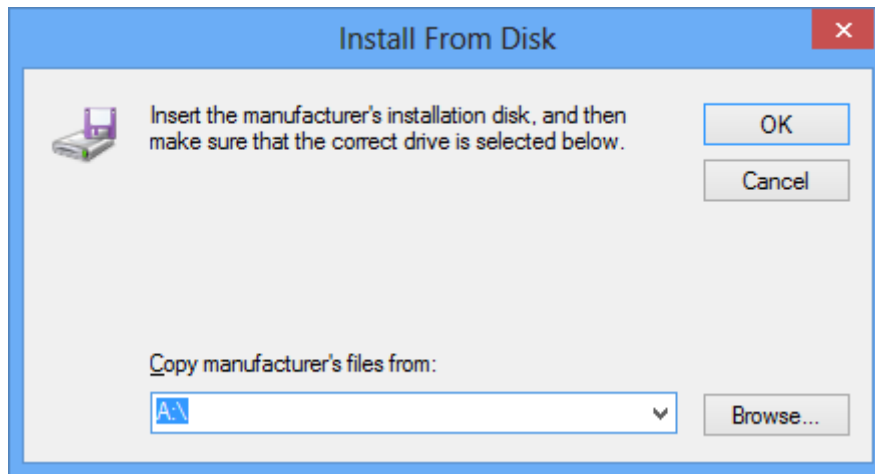 Install From Disk
Insert the manufacturer's installation disk, and then
make sure that the correct drive is selected below.
OK
Cancel
Copy manufacturer's files from:
A:\
Browse...